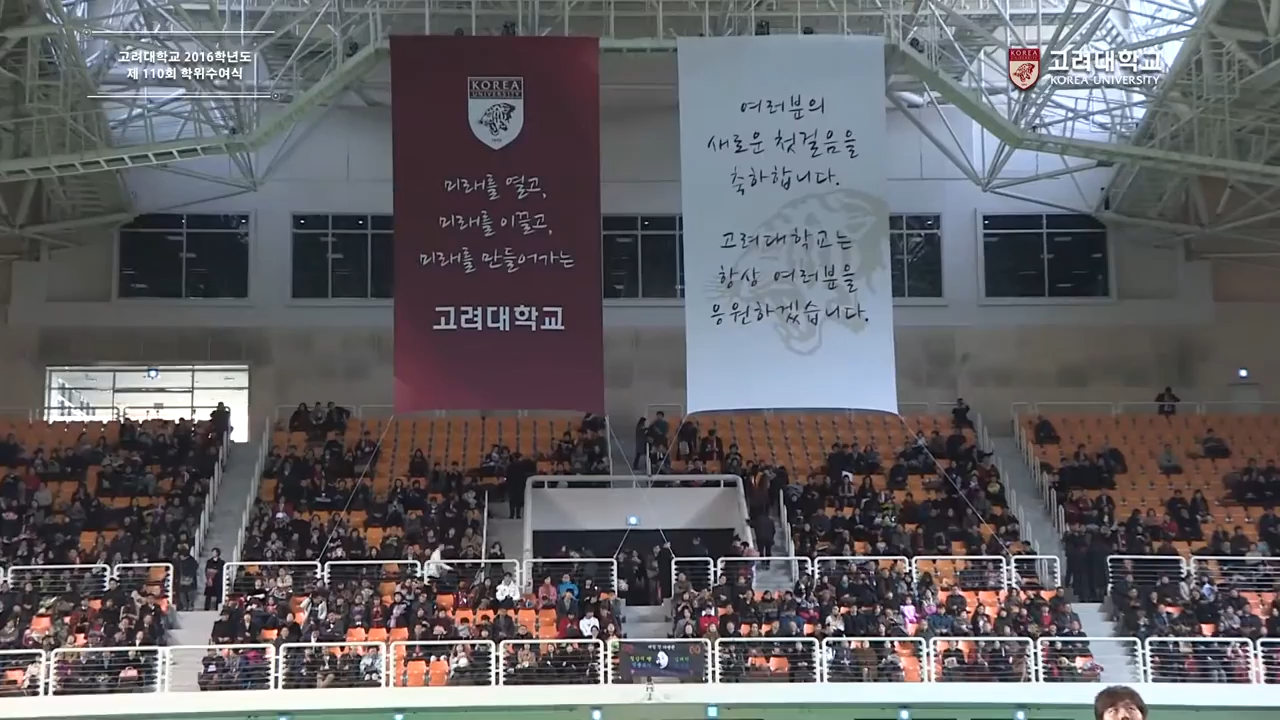 고려대학교 2016학년도
제 110회 학위수여식
고려대학교
KOREA UNIVERSITY
KOREA
UNIVERSITY
미래를 열고,
미래를 이끌고,
미래를 만들어가는
고려대학교
여러분의
새로운 첫걸음을
축하합니다.
고려대학교는
항상 여러분을
응원하겠습니다.